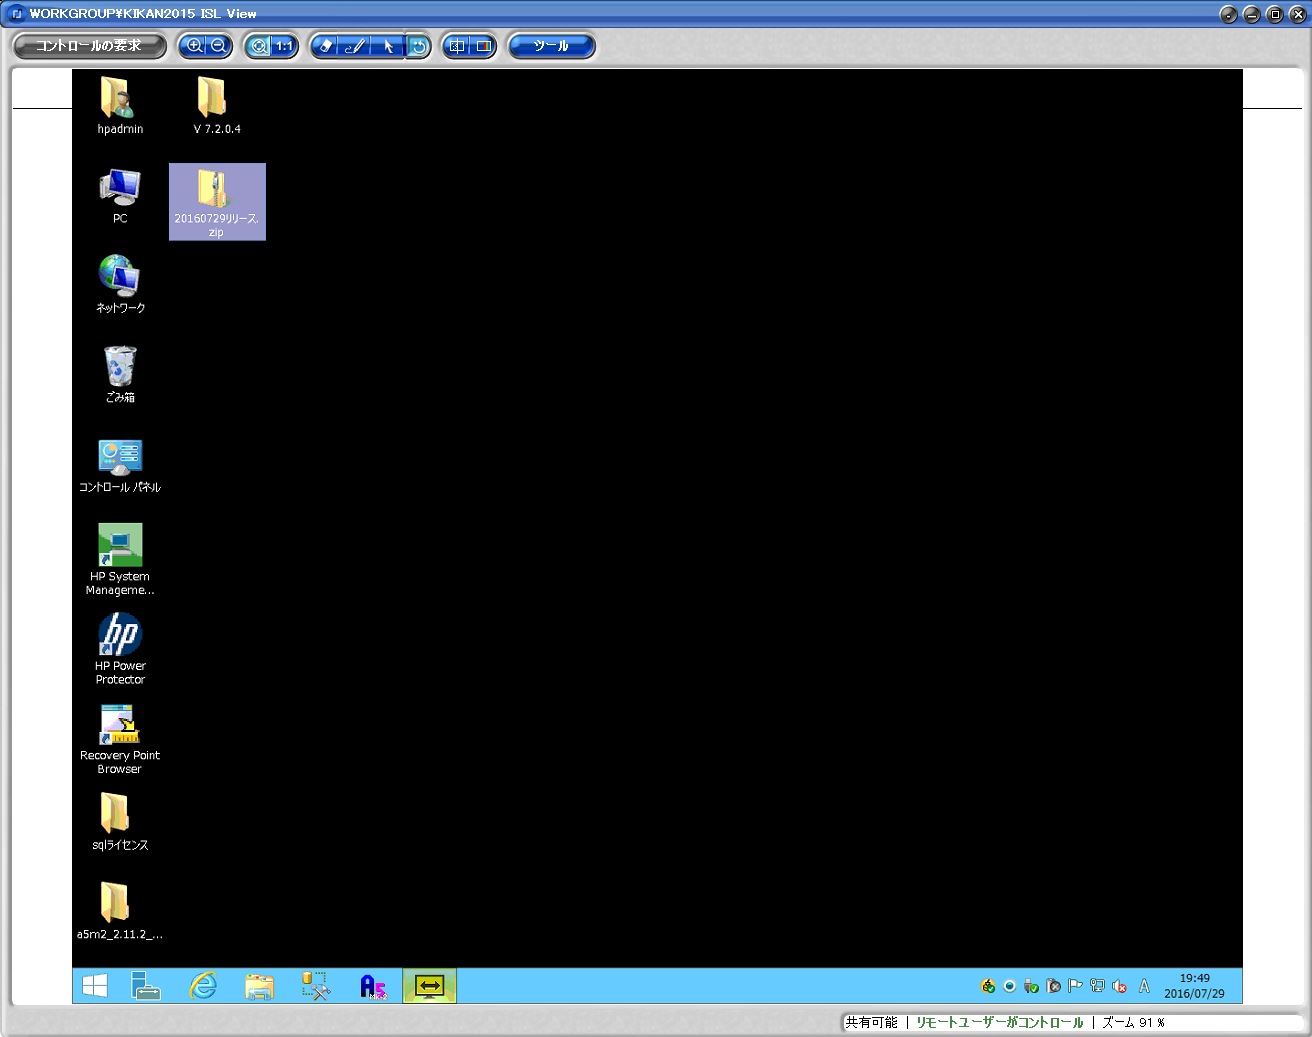 WORKGROUP¥KIKAN2015 ISL View
コントロールの要求
1:1
ツール
hpadmin
V 7.2.0.4
PC
20160729リリース.
zip
ネットワーク
ごみ箱
コントロール パネル
HP System
Manageme...
hp
HP Power
Protector
Recovery Point
Browser
sqlライセンス
a5m2_2.11.2_...
A5
Mk-2
A
19:49
2016/07/29
共有可能 | リモートユーザーがコントロール | ズーム 91 %